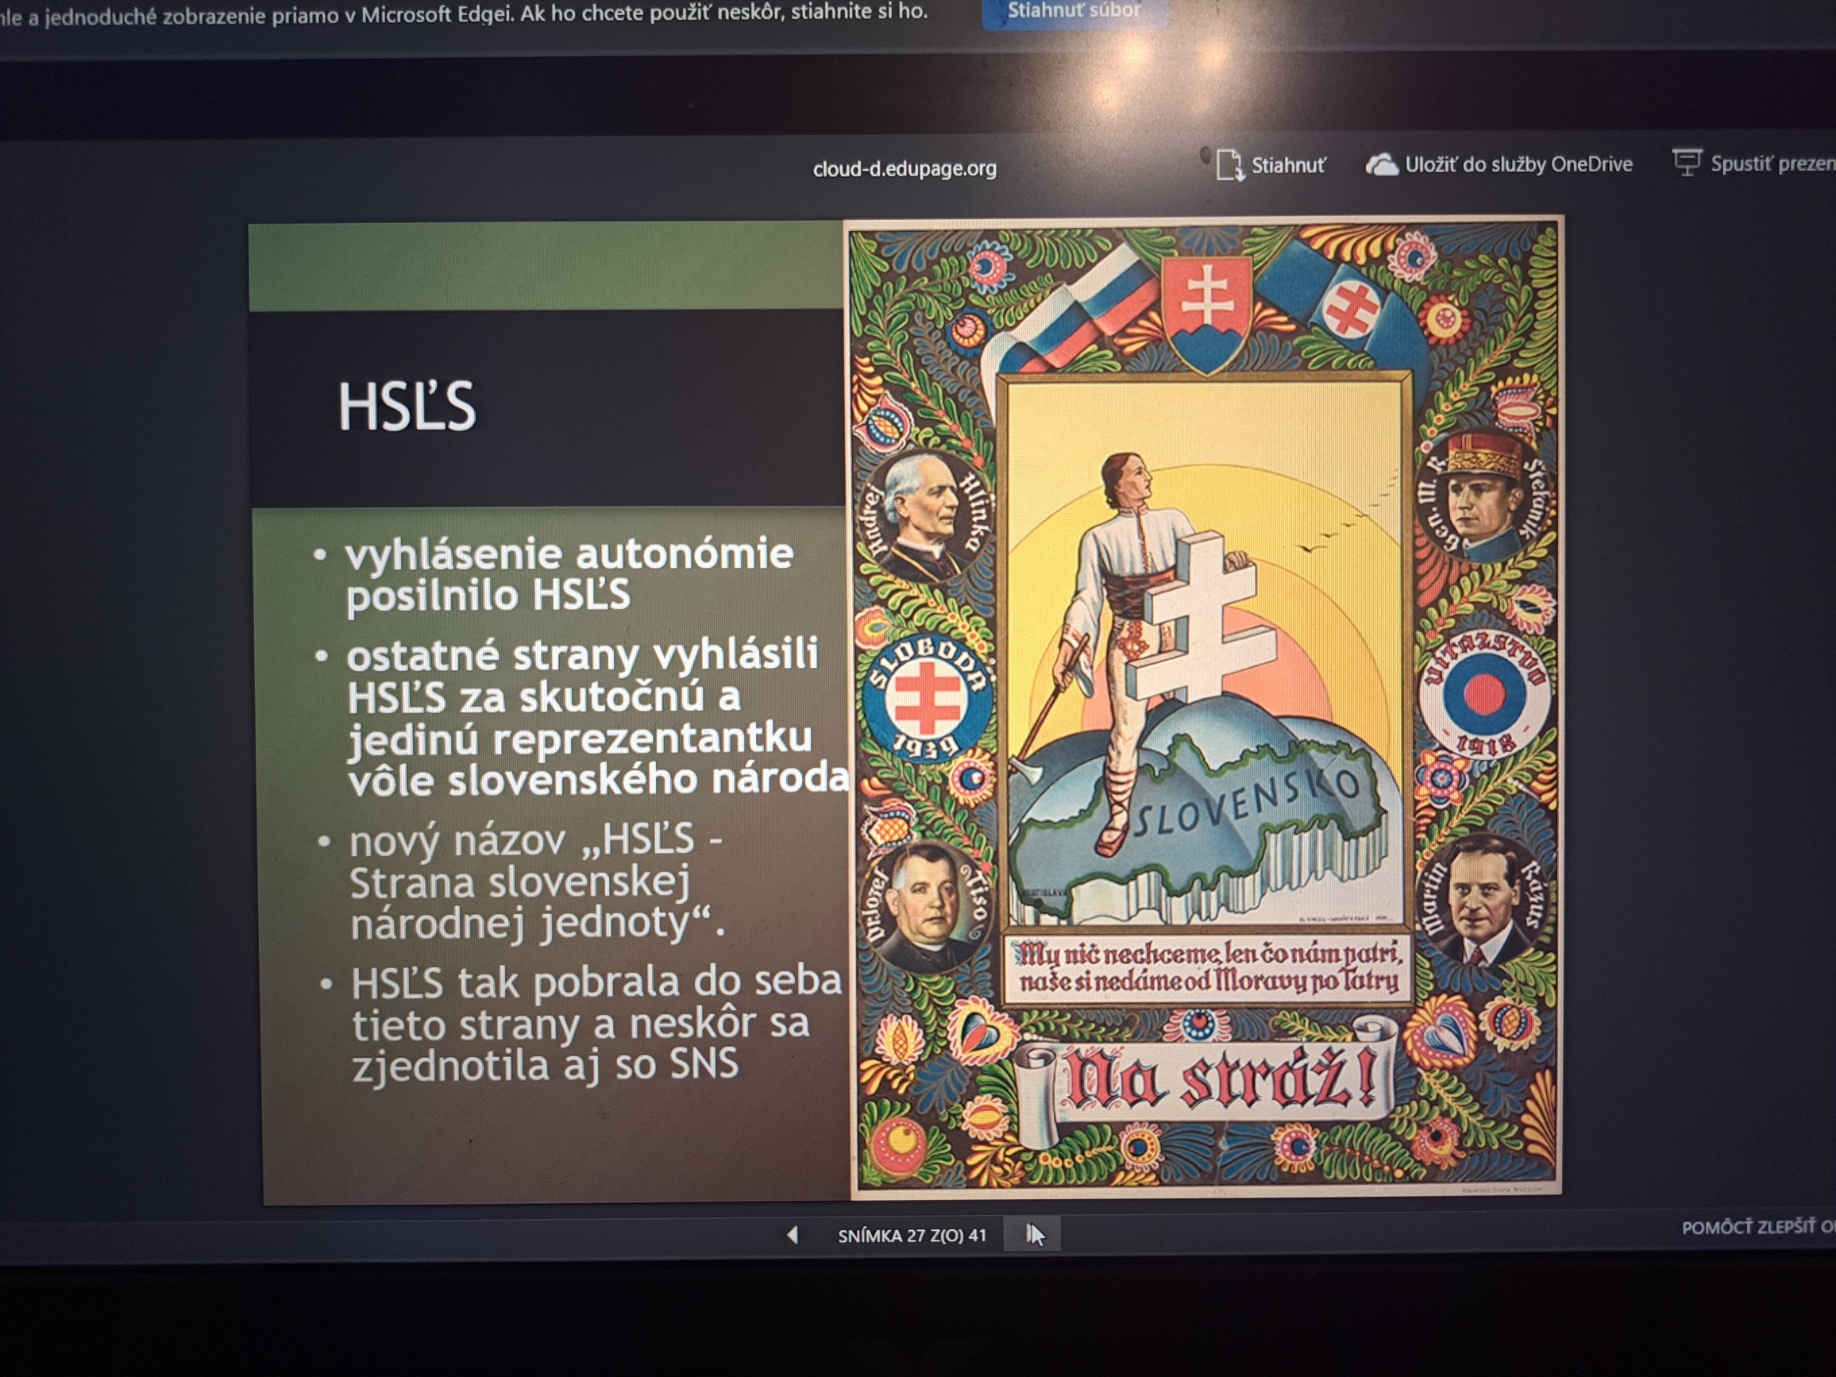 le a jednoduché zobrazenie priamo v Microsoft Edgei. Ak ho chcete použiť neskôr, stiahnite si ho.
Stiahnuť súbor
cloud-d.edupage.org
Stiahnuť
Uložiť do služby OneDrive
Spustiť prezen
HSĽS
• vyhlásenie autonómie
posilnilo HSĽS
• ostatné strany vyhlásili
HSĽS za skutočnú a
jedinú reprezentantku
vôle slovenského národa
• nový názov „HSĽS -
Strana slovenskej
národnej jednoty“.
• HSĽS tak pobrala do seba
tieto strany a neskôr sa
zjednotila aj so SNS
Andrej Hlinka
Gen. M. R. Štefánik
SLOBODA
1939
VÍŤAZSTVO
- 1918 -
Dr. Jozef Tiso
Martin Rázus
SLOVENSKO
BRATISLAVA
My nič nechceme, len čo nám patrí,
naše si nedáme od Moravy po Tatry
Na stráž!
SNÍMKA 27 Z(O) 41
POMÔCŤ ZLEPŠIŤ O